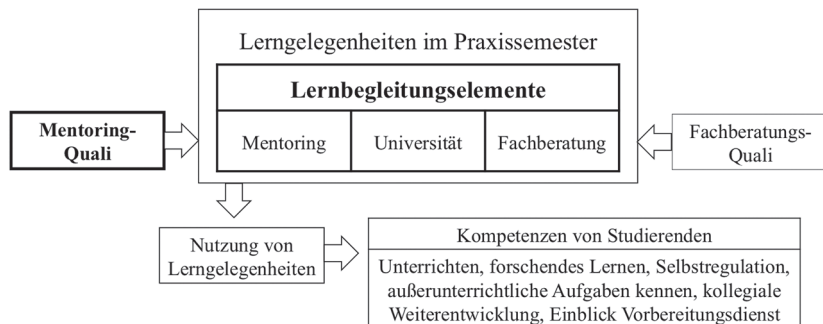 Lerngelegenheiten im Praxissemester
Lernbegleitungselemente
Mentoring
Universität
Fachberatung
Mentoring-
Quali
Fachberatungs-
Quali
Nutzung von
Lerngelegenheiten
Kompetenzen von Studierenden
Unterrichten, forschendes Lernen, Selbstregulation,
außerunterrichtliche Aufgaben kennen, kollegiale
Weiterentwicklung, Einblick Vorbereitungsdienst